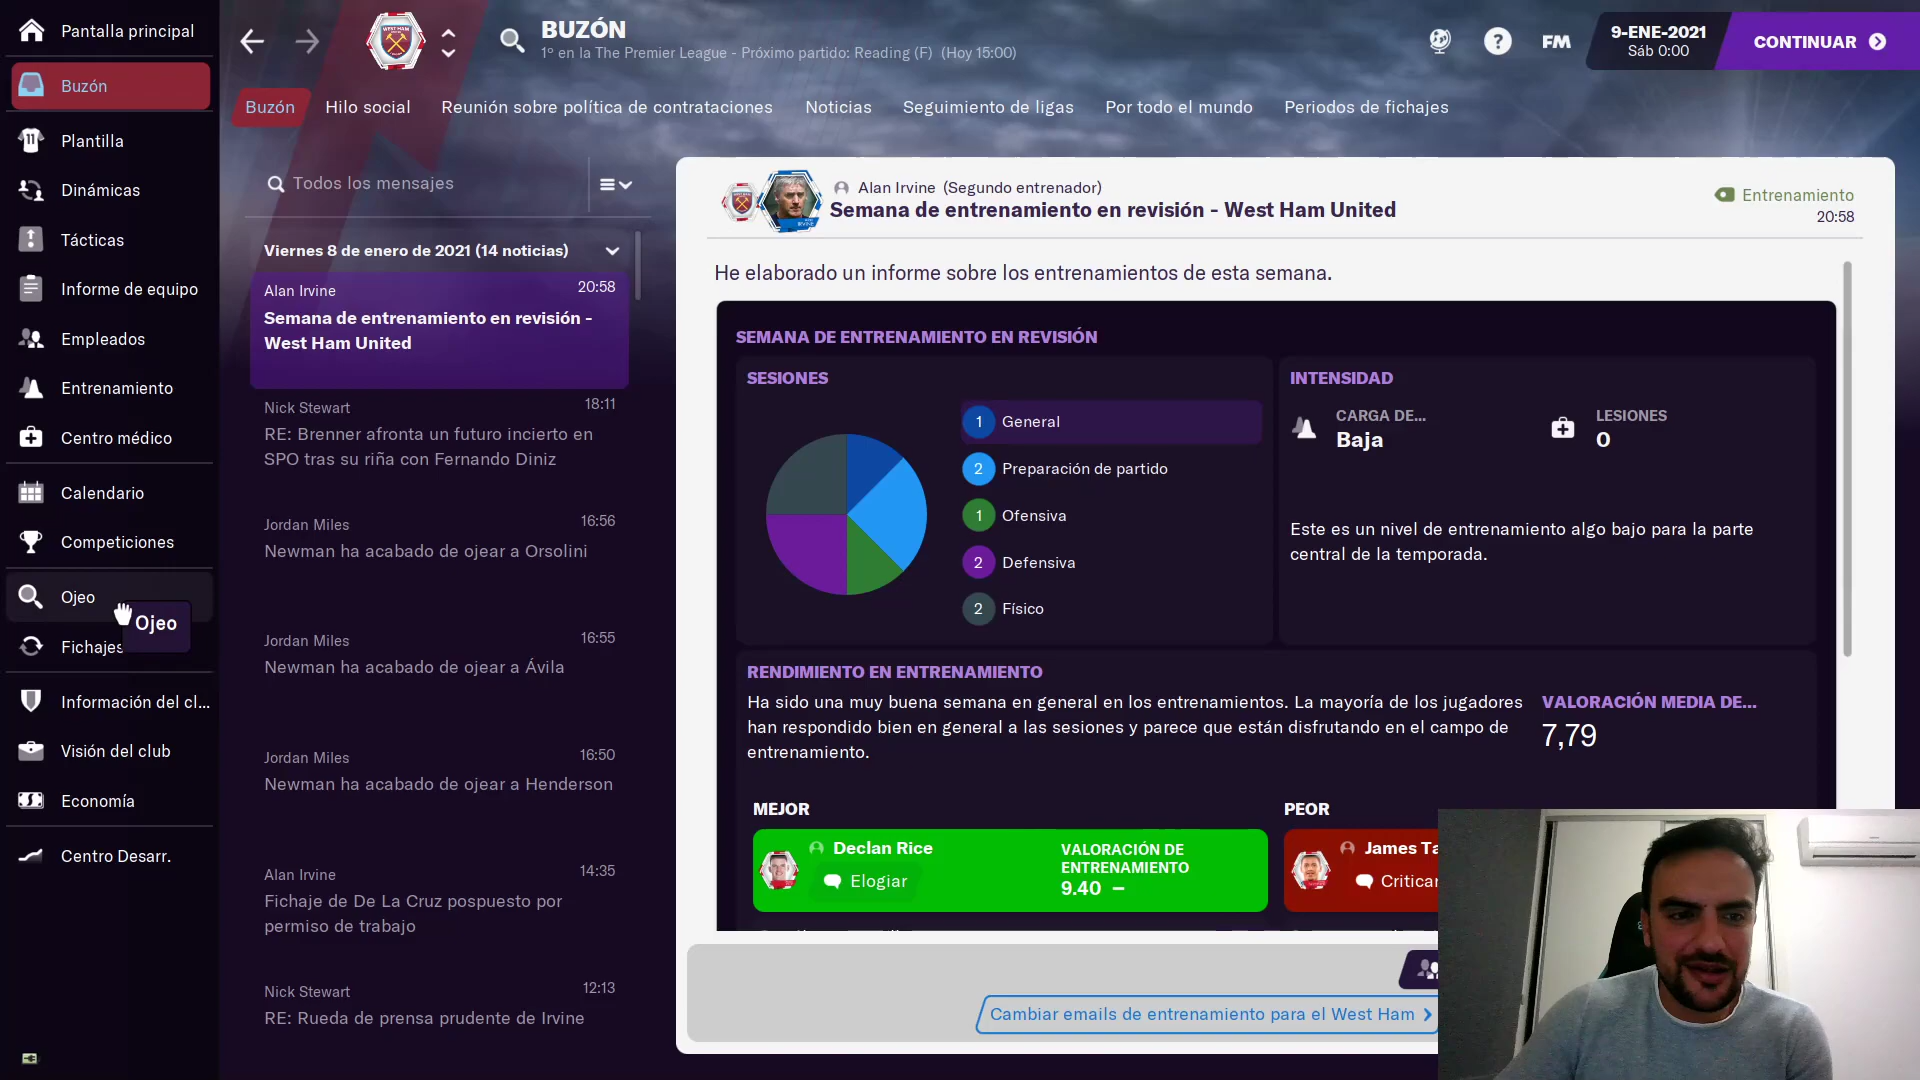 Pantalla principal
Buzón
Plantilla
Dinámicas
Tácticas
Informe de equipo
Empleados
Entrenamiento
Centro médico
Calendario
Competiciones
Ojeo
Ojeo
Fichajes
Información del cl...
Visión del club
Economía
Centro Desarr.
BUZÓN
1º en la The Premier League - Próximo partido: Reading (F) (Hoy 15:00)
?
FM
9-ENE-2021
Sáb 0:00
CONTINUAR
Buzón
Hilo social
Reunión sobre política de contrataciones
Noticias
Seguimiento de ligas
Por todo el mundo
Periodos de fichajes
Todos los mensajes
Viernes 8 de enero de 2021 (14 noticias)
Alan Irvine 20:58
Semana de entrenamiento en revisión -
West Ham United
Nick Stewart 18:11
RE: Brenner afronta un futuro incierto en
SPO tras su riña con Fernando Diniz
Jordan Miles 16:56
Newman ha acabado de ojear a Orsolini
Jordan Miles 16:55
Newman ha acabado de ojear a Ávila
Jordan Miles 16:50
Newman ha acabado de ojear a Henderson
Alan Irvine 14:35
Fichaje de De La Cruz pospuesto por
permiso de trabajo
Nick Stewart 12:13
RE: Rueda de prensa prudente de Irvine
Alan Irvine (Segundo entrenador)
Semana de entrenamiento en revisión - West Ham United
Entrenamiento
20:58
He elaborado un informe sobre los entrenamientos de esta semana.
SEMANA DE ENTRENAMIENTO EN REVISIÓN
SESIONES
1 General
2 Preparación de partido
1 Ofensiva
2 Defensiva
2 Físico
INTENSIDAD
CARGA DE...
Baja
LESIONES
0
Este es un nivel de entrenamiento algo bajo para la parte
central de la temporada.
RENDIMIENTO EN ENTRENAMIENTO
Ha sido una muy buena semana en general en los entrenamientos. La mayoría de los jugadores
han respondido bien en general a las sesiones y parece que están disfrutando en el campo de
entrenamiento.
VALORACIÓN MEDIA DE...
7,79
MEJOR
Declan Rice
Elogiar
VALORACIÓN DE
ENTRENAMIENTO
9.40 –
PEOR
James Ta
Criticar
Cambiar emails de entrenamiento para el West Ham